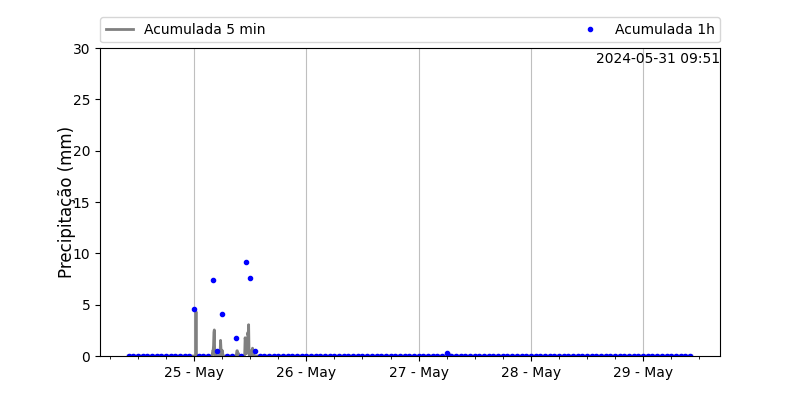 Acumulada 5 min
Acumulada 1h
2024-05-31 09:51
Precipitação (mm)
30
25
20
15
10
5
0
25 - May
26 - May
27 - May
28 - May
29 - May